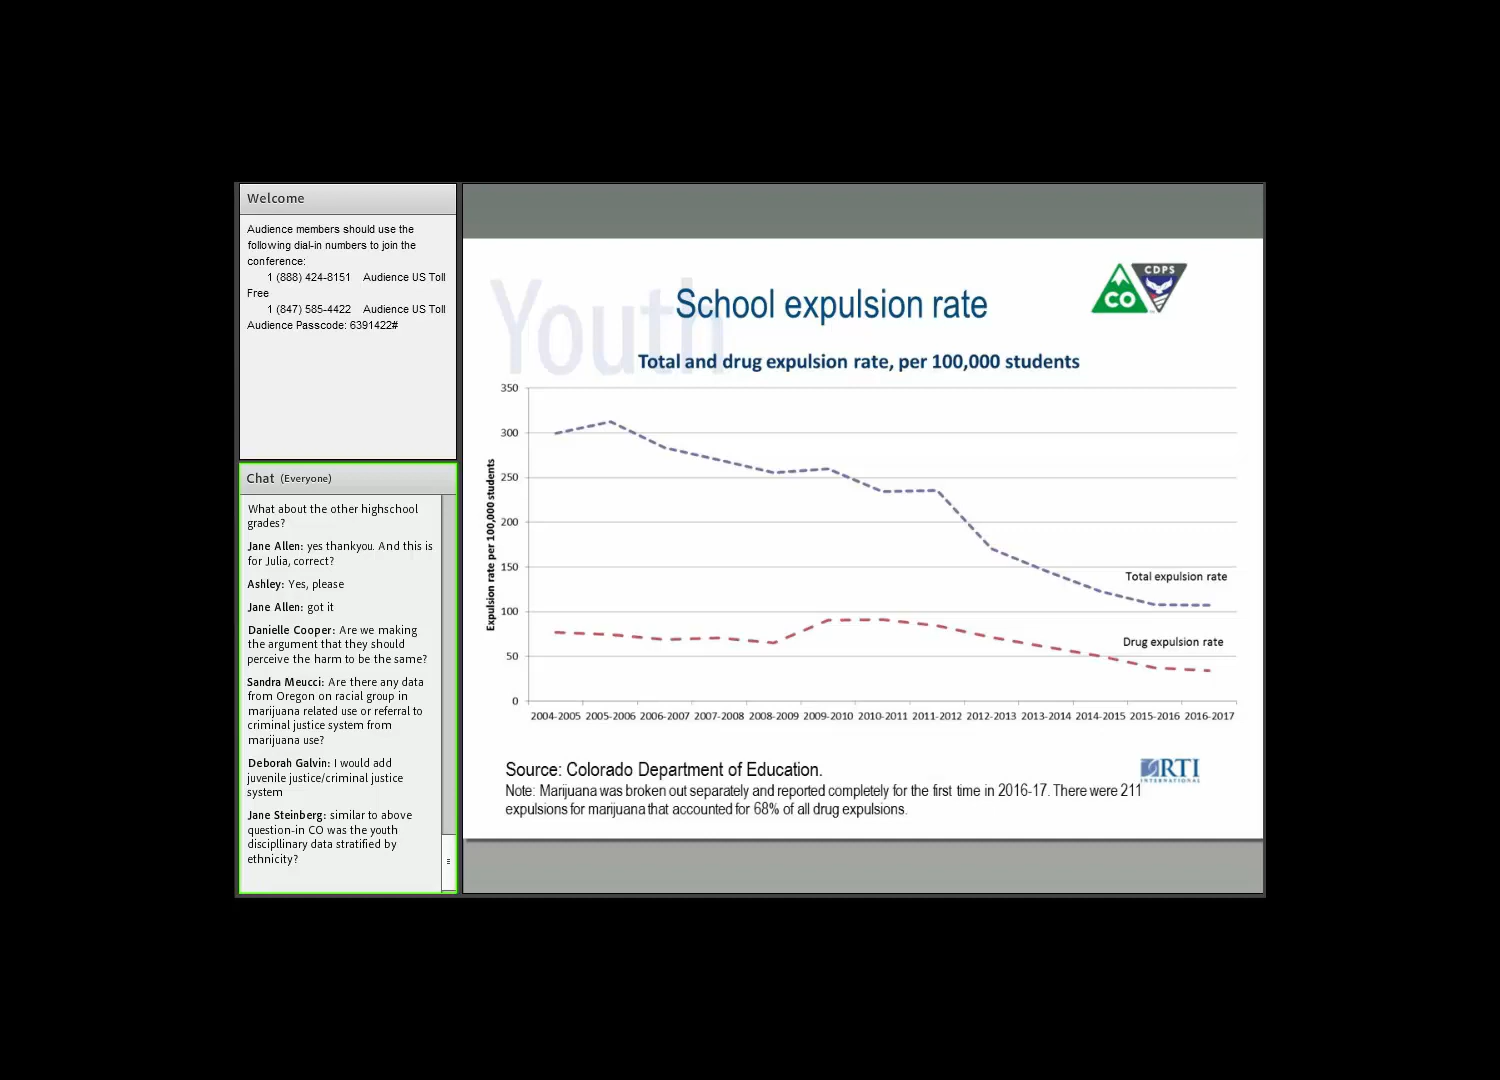 Welcome
Audience members should use the
following dial-in numbers to join the
conference:
1 (888) 424-8151 Audience US Toll
Free
1 (847) 585-4422 Audience US Toll
Audience Passcode: 6391422#
Chat (Everyone)
What about the other highschool
grades?
Jane Allen: yes thankyou. And this is
for Julia, correct?
Ashley: Yes, please
Jane Allen: got it
Danielle Cooper: Are we making
the argument that they should
perceive the harm to be the same?
Sandra Meucci: Are there any data
from Oregon on racial group in
marijuana related use or referral to
criminal justice system from
marijuana use?
Deborah Galvin: I would add
juvenile justice/criminal justice
system
Jane Steinberg: similar to above
question-in CO was the youth
discipllinary data stratified by
ethnicity?
Youth
School expulsion rate
CO
CDPS
Total and drug expulsion rate, per 100,000 students
Expulsion rate per 100,000 students
350
300
250
200
150
100
50
0
Total expulsion rate
Drug expulsion rate
2004-2005 2005-2006 2006-2007 2007-2008 2008-2009 2009-2010 2010-2011 2011-2012 2012-2013 2013-2014 2014-2015 2015-2016 2016-2017
Source: Colorado Department of Education.
Note: Marijuana was broken out separately and reported completely for the first time in 2016-17. There were 211
expulsions for marijuana that accounted for 68% of all drug expulsions.
RTI
INTERNATIONAL